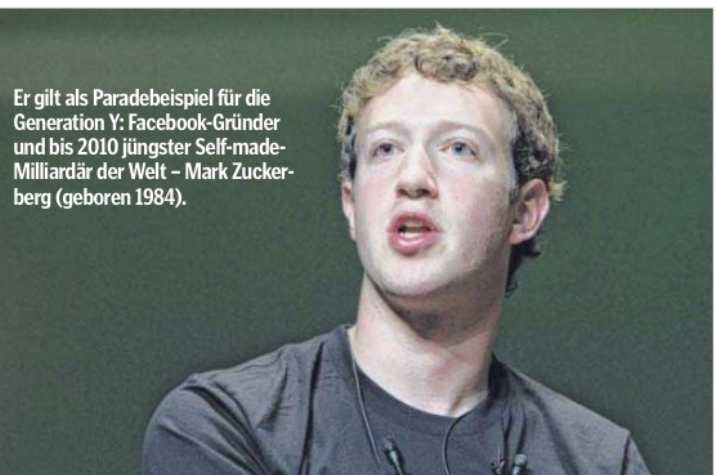 Er gilt als Paradebeispiel für die
Generation Y: Facebook-Gründer
und bis 2010 jüngster Self-made-
Milliardär der Welt – Mark Zucker-
berg (geboren 1984).